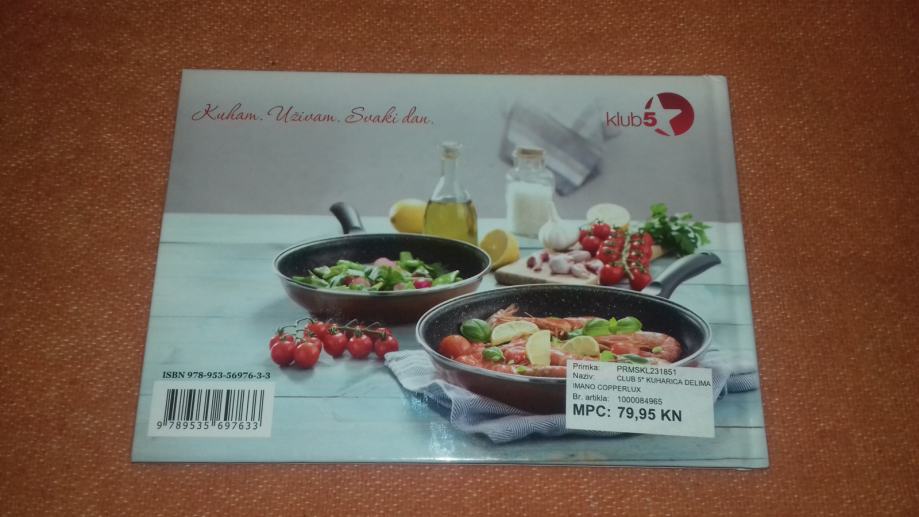 Kuham. Uživam. Svaki dan.
klub5
ISBN 978-953-56976-3-3
9 789535 697633
Primka: PRMSKL231851
Naziv: CLUB 5* KUHARICA DELIMA
IMANO COPPERLUX
Br. artikla: 1000084965
MPC: 79,95 KN